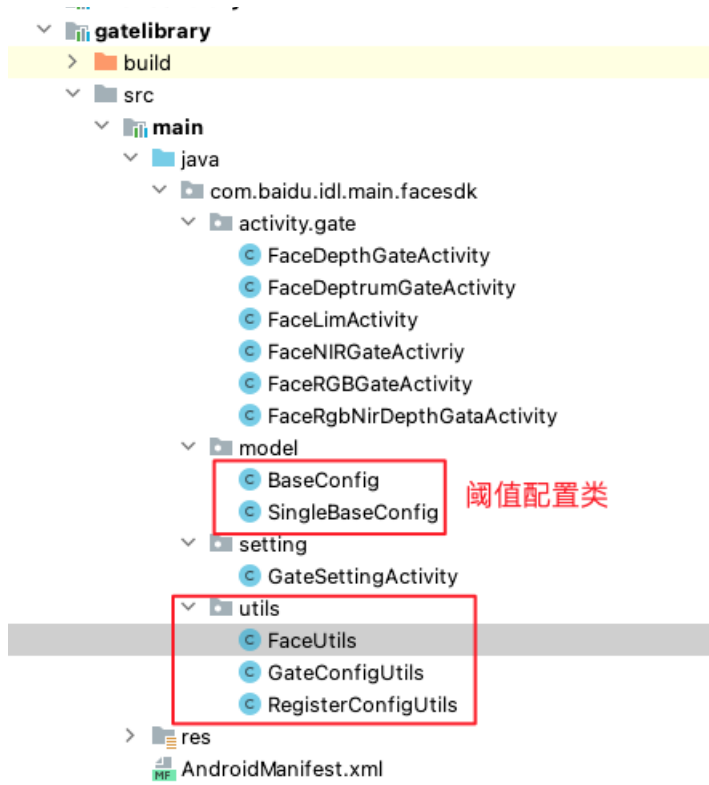 gatelibrary
build
src
main
java
com.baidu.idl.main.facesdk
activity.gate
C FaceDepthGateActivity
C FaceDeptrumGateActivity
C FaceLimActivity
C FaceNIRGateActivriy
C FaceRGBGateActivity
C FaceRgbNirDepthGataActivity
model
C BaseConfig
阈值配置类
C SingleBaseConfig
setting
C GateSettingActivity
utils
C FaceUtils
C GateConfigUtils
C RegisterConfigUtils
res
MF AndroidManifest.xml